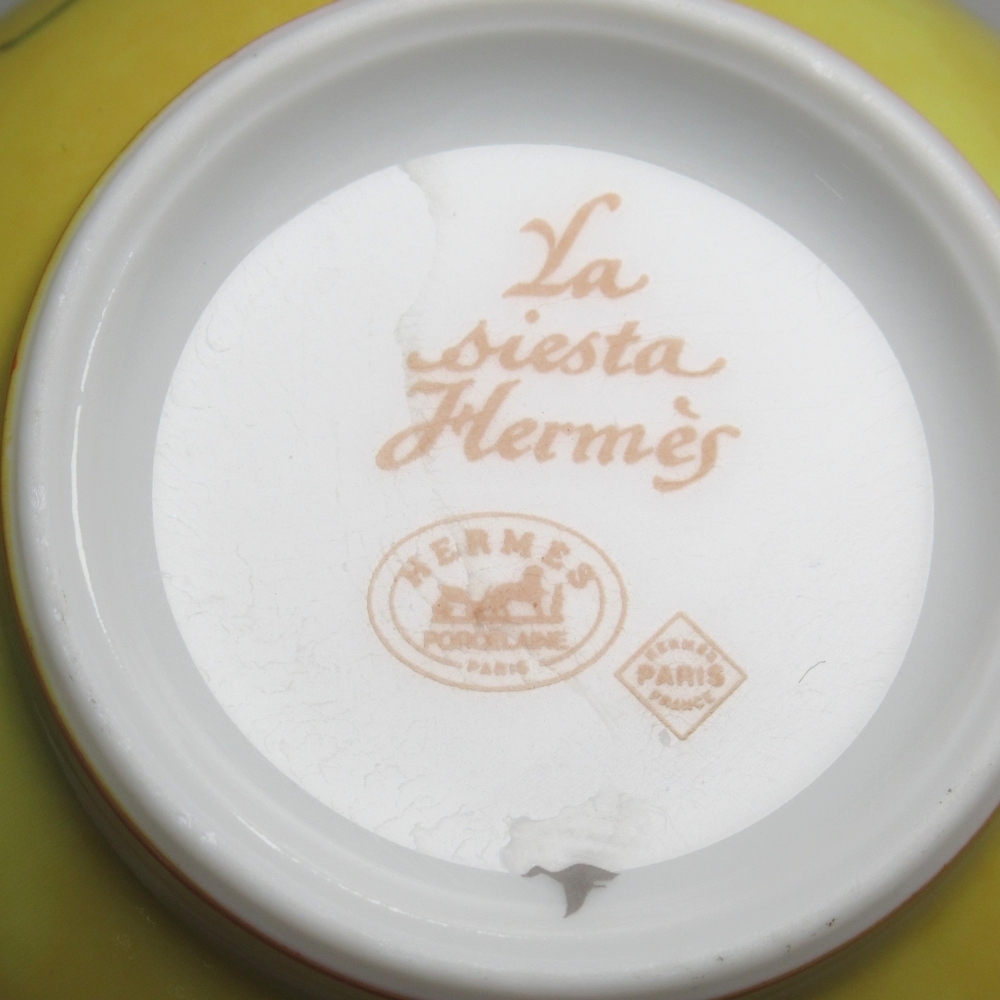 La
siesta
Hermès
HERMES
PORCELAINE
PARIS
HERMES
PARIS
FRANCE